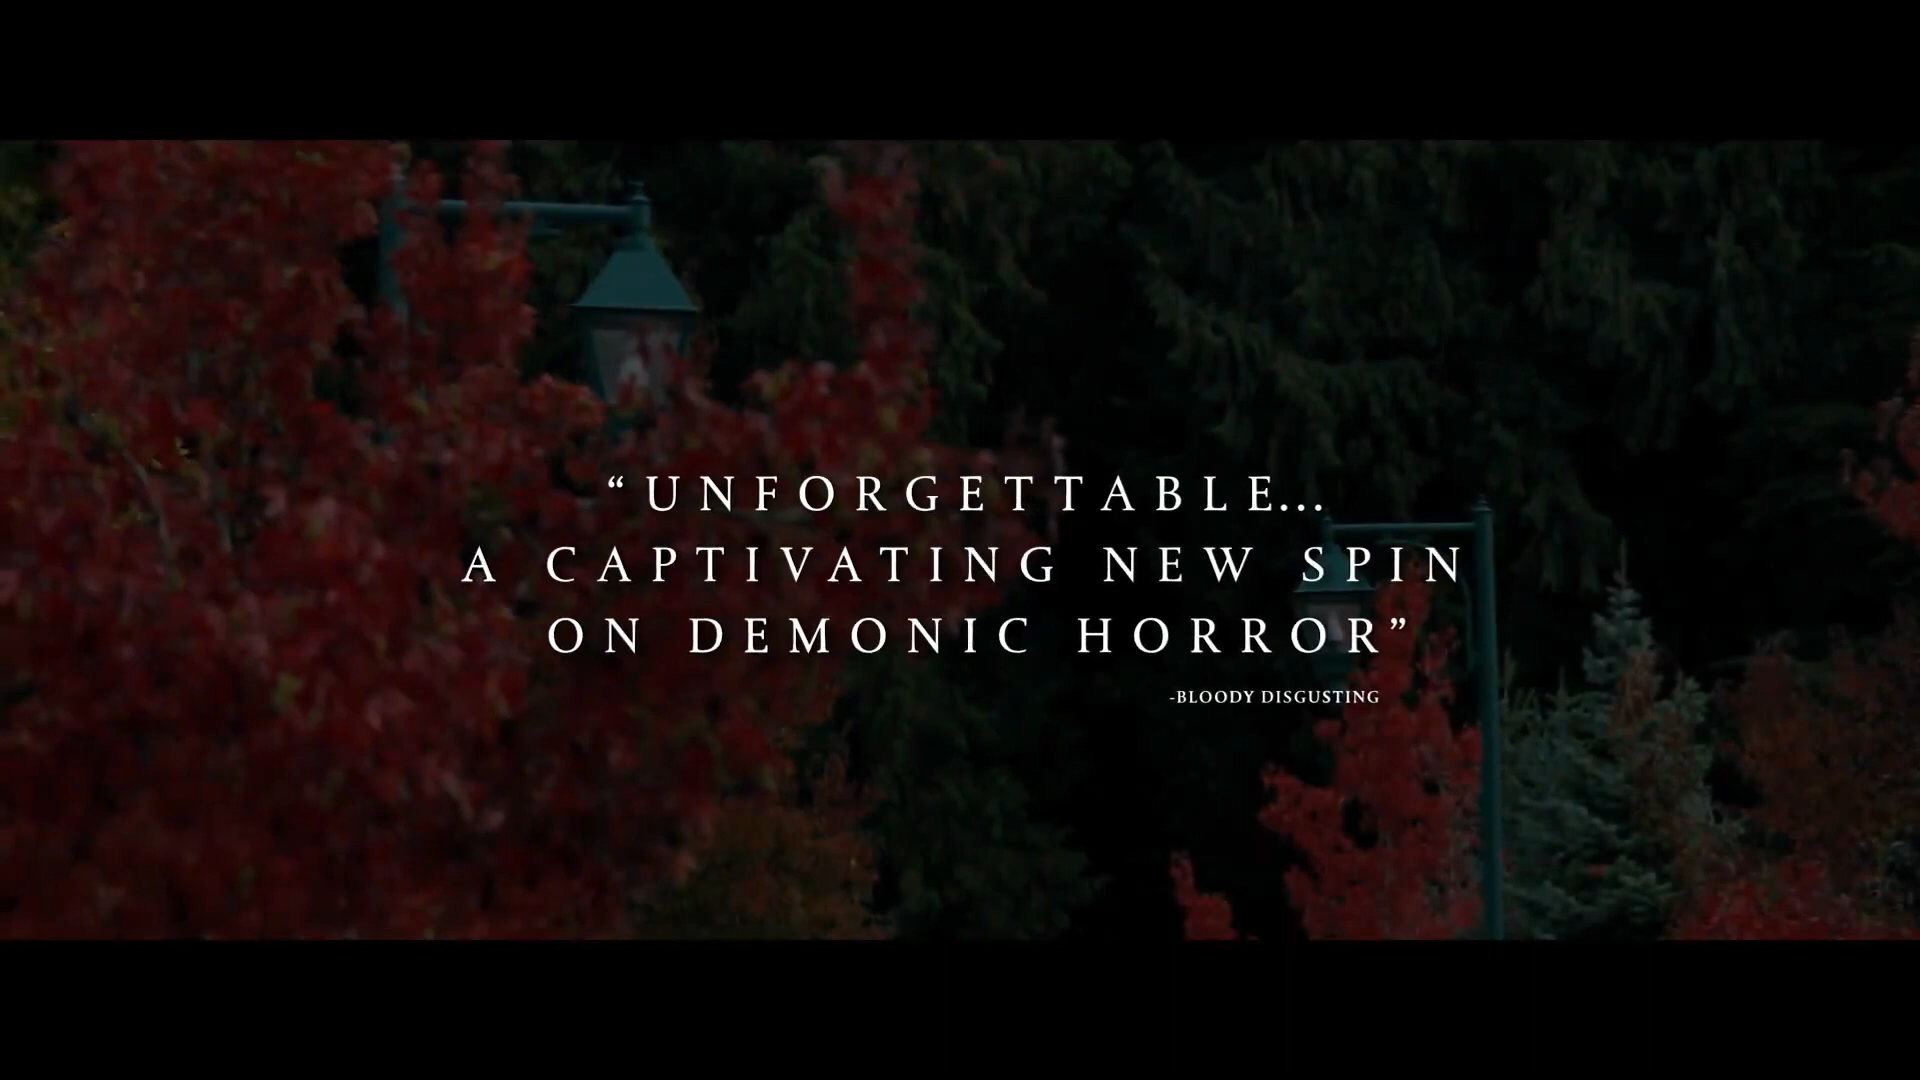 “UNFORGETTABLE...
A CAPTIVATING NEW SPIN
ON DEMONIC HORROR”
-BLOODY DISGUSTING